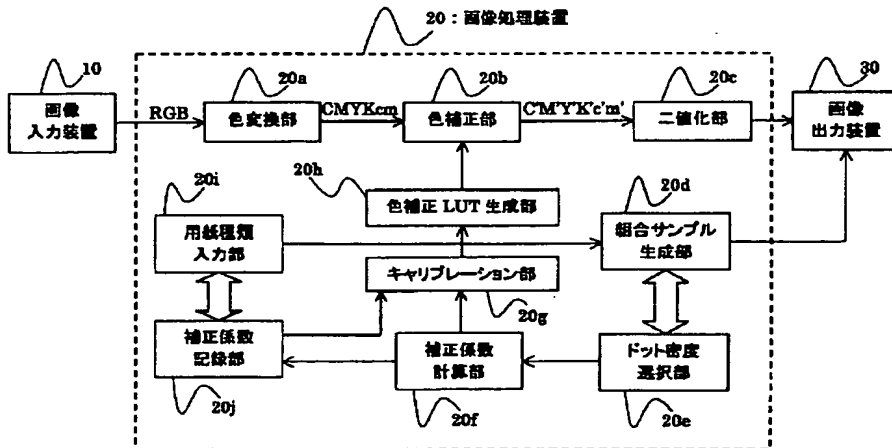 20：画像処理装置
10
20a
20b
20c
30
画像
入力装置
RGB
色変換部
CMYKcm
色補正部
C'M'Y'K'c'm'
二値化部
画像
出力装置
20h
20i
20d
色補正 LUT 生成部
用紙種類
入力部
組合サンプル
生成部
キャリブレーション部
20g
補正係数
記録部
補正係数
計算部
ドット密度
選択部
20j
20f
20e